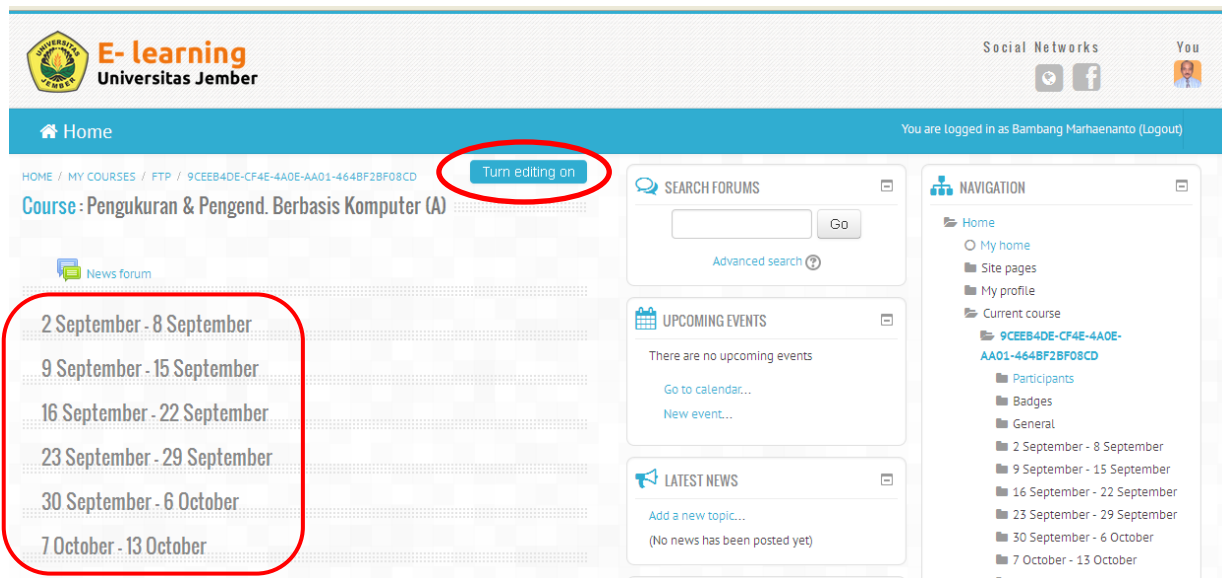 UNIVERSITAS
JEMBER
E- learning
Universitas Jember
Social Networks
You
Home
You are logged in as Bambang Marhaenanto (Logout)
HOME / MY COURSES / FTP / 9CEEB4DE-CF4E-4A0E-AA01-464BF2BF08CD
Turn editing on
Course : Pengukuran & Pengend. Berbasis Komputer (A)
News forum
2 September - 8 September
9 September - 15 September
16 September - 22 September
23 September - 29 September
30 September - 6 October
7 October - 13 October
SEARCH FORUMS
Go
Advanced search
UPCOMING EVENTS
There are no upcoming events
Go to calendar...
New event...
LATEST NEWS
Add a new topic...
(No news has been posted yet)
NAVIGATION
Home
My home
Site pages
My profile
Current course
9CEEB4DE-CF4E-4A0E-
AA01-464BF2BF08CD
Participants
Badges
General
2 September - 8 September
9 September - 15 September
16 September - 22 September
23 September - 29 September
30 September - 6 October
7 October - 13 October